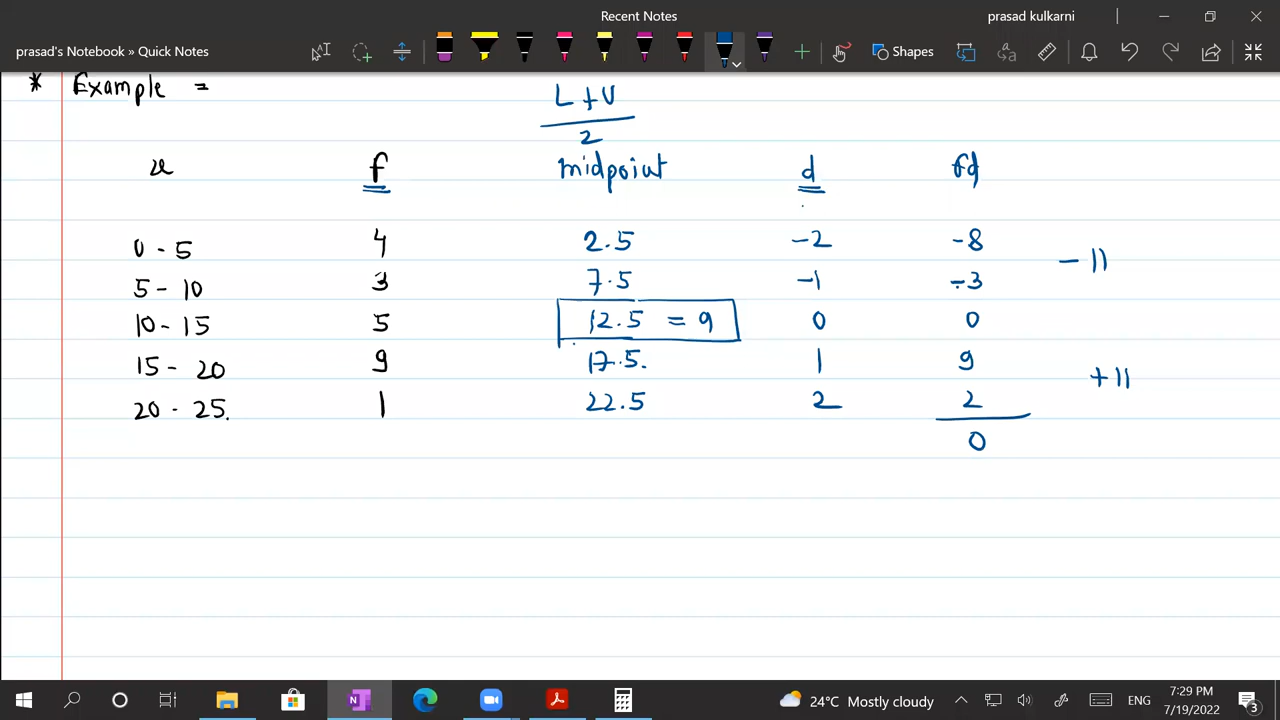 Recent Notes
prasad kulkarni
prasad's Notebook » Quick Notes
Shapes
* Example =
L + U
2
x f midpoint d fd
0 - 5 4 2.5 -2 -8
5 - 10 3 7.5 -1 -3
-11
10 - 15 5 12.5 = 9 0 0
15 - 20 9 17.5. 1 9
+11
20 - 25. 1 22.5 2 2
0
24°C Mostly cloudy
ENG
7:29 PM
7/19/2022
3